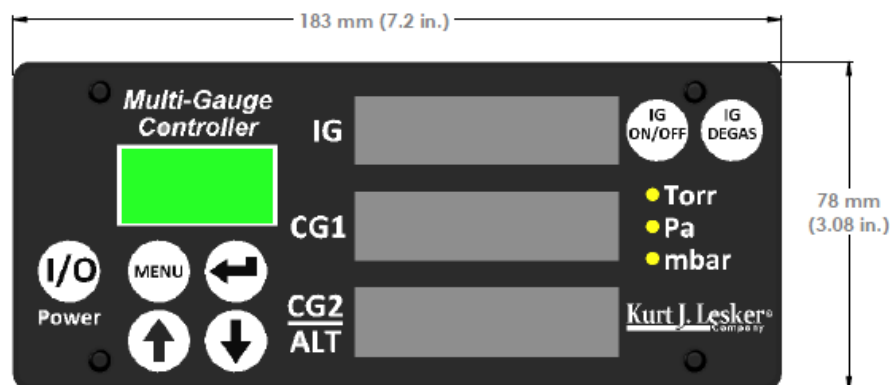 183 mm (7.2 in.)
Multi-Gauge
Controller
IG
IG
ON/OFF
IG
DEGAS
CG1
Torr
Pa
mbar
78 mm
(3.08 in.)
I/O
Power
MENU
CG2
ALT
Kurt J. Lesker®
Company